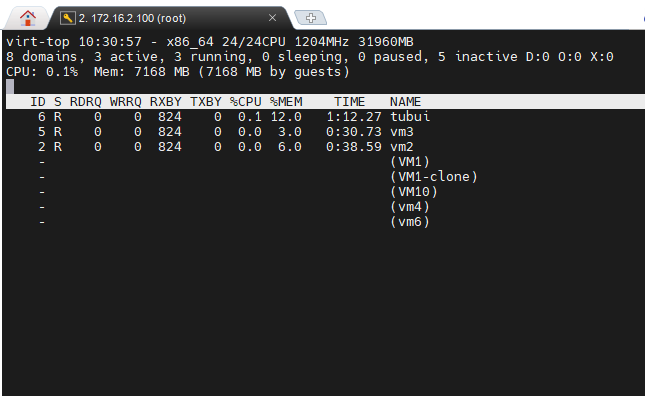 2. 172.16.2.100 (root)
virt-top 10:30:57 - x86_64 24/24CPU 1204MHz 31960MB
8 domains, 3 active, 3 running, 0 sleeping, 0 paused, 5 inactive D:0 O:0 X:0
CPU: 0.1%  Mem: 7168 MB (7168 MB by guests)
   ID S RDRQ WRRQ RXBY TXBY %CPU %MEM    TIME   NAME
    6 R    0    0  824    0  0.1 12.0   1:12.27 tubui
    5 R    0    0  824    0  0.0  3.0   0:30.73 vm3
    2 R    0    0  824    0  0.0  6.0   0:38.59 vm2
    -                                           (VM1)
    -                                           (VM1-clone)
    -                                           (VM10)
    -                                           (vm4)
    -                                           (vm6)